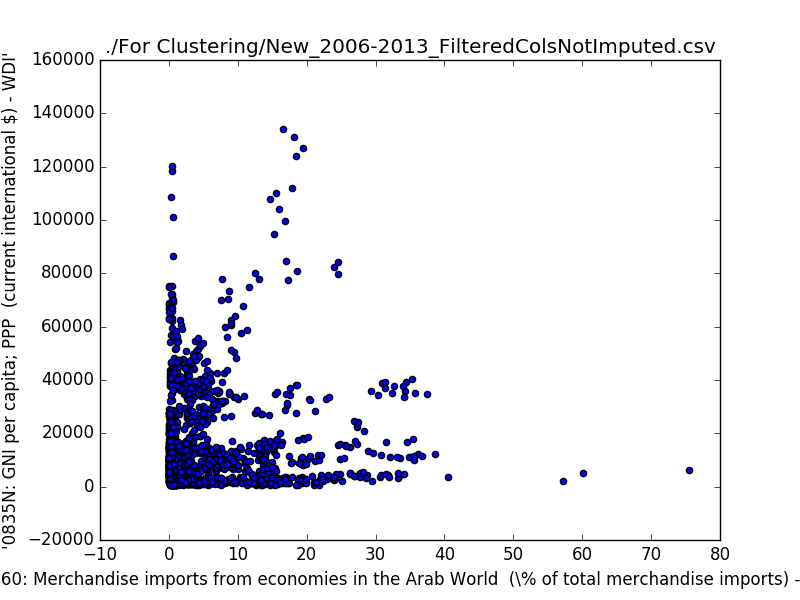 ./For Clustering/New_2006-2013_FilteredColsNotImputed.csv
'0835N: GNI per capita; PPP  (current international $) - WDI'
160000
140000
120000
100000
80000
60000
40000
20000
0
−20000
−10 0 10 20 30 40 50 60 70 80
60: Merchandise imports from economies in the Arab World  (\% of total merchandise imports) -